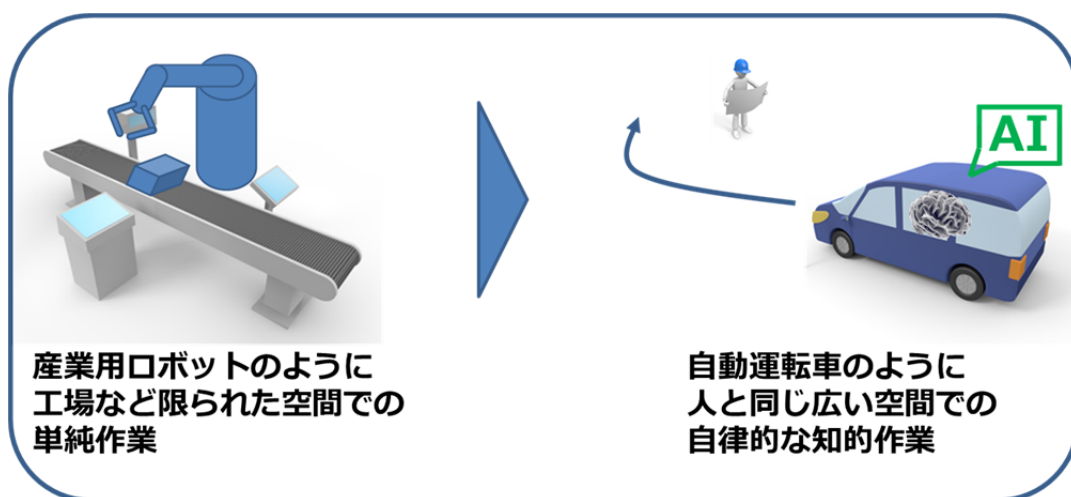 AI
産業用ロボットのように
工場など限られた空間での
単純作業
自動運転車のように
人と同じ広い空間での
自律的な知的作業